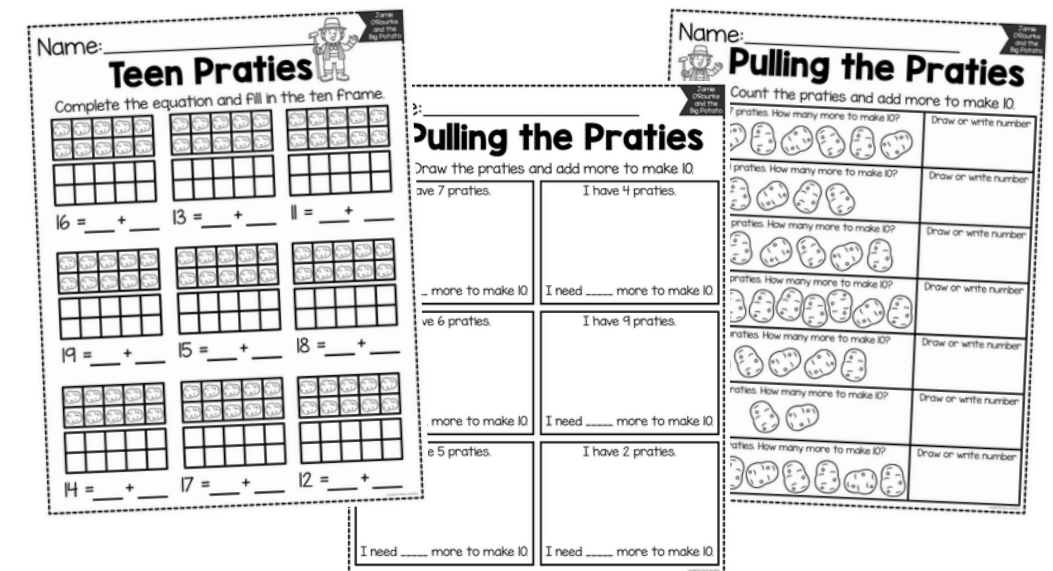 Name:
Jamie
O'Rourke
and the
Big Potato
Teen Praties
Complete the equation and fill in the ten frame.
16 = ___ + ___
13 = ___ + ___
11 = ___ + ___
19 = ___ + ___
15 = ___ + ___
18 = ___ + ___
14 = ___ + ___
17 = ___ + ___
12 = ___ + ___
Jamie
O'Rourke
and the
Big Potato
Pulling the Praties
Draw the praties and add more to make 10.
ave 7 praties.
I have 4 praties.
more to make 10.
I need _____ more to make 10.
ve 6 praties.
I have 9 praties.
more to make 10.
I need _____ more to make 10.
e 5 praties.
I have 2 praties.
I need _____ more to make 10.
I need _____ more to make 10.
Name:
Jamie
O'Rourke
and the
Big Potato
Pulling the Praties
Count the praties and add more to make 10.
praties. How many more to make 10?
Draw or write number
praties. How many more to make 10?
Draw or write number
praties. How many more to make 10?
Draw or write number
praties. How many more to make 10?
Draw or write number
praties. How many more to make 10?
Draw or write number
raties. How many more to make 10?
Draw or write number
raties. How many more to make 10?
Draw or write number